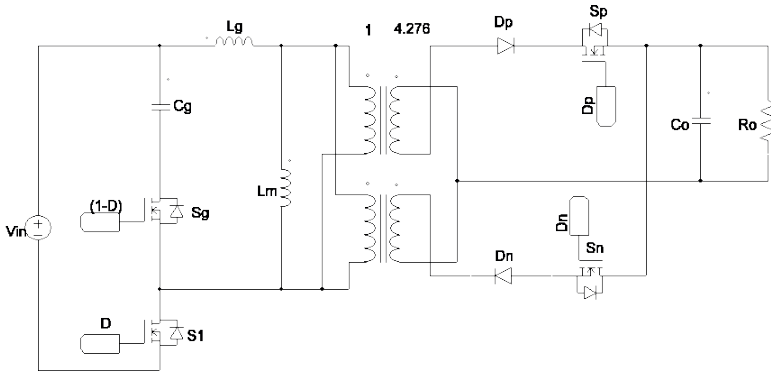 Lg
1 4.276
Dp
Sp
Cg
Dp
Co
Ro
Lm
(1-D)
Sg
Vin
Dn
Dn
Sn
D
S1